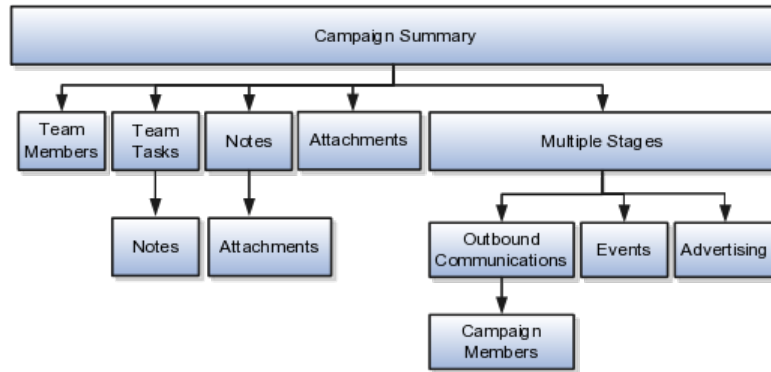 Campaign Summary
Team
Members
Team
Tasks
Notes
Attachments
Multiple Stages
Notes
Attachments
Outbound
Communications
Events
Advertising
Campaign
Members